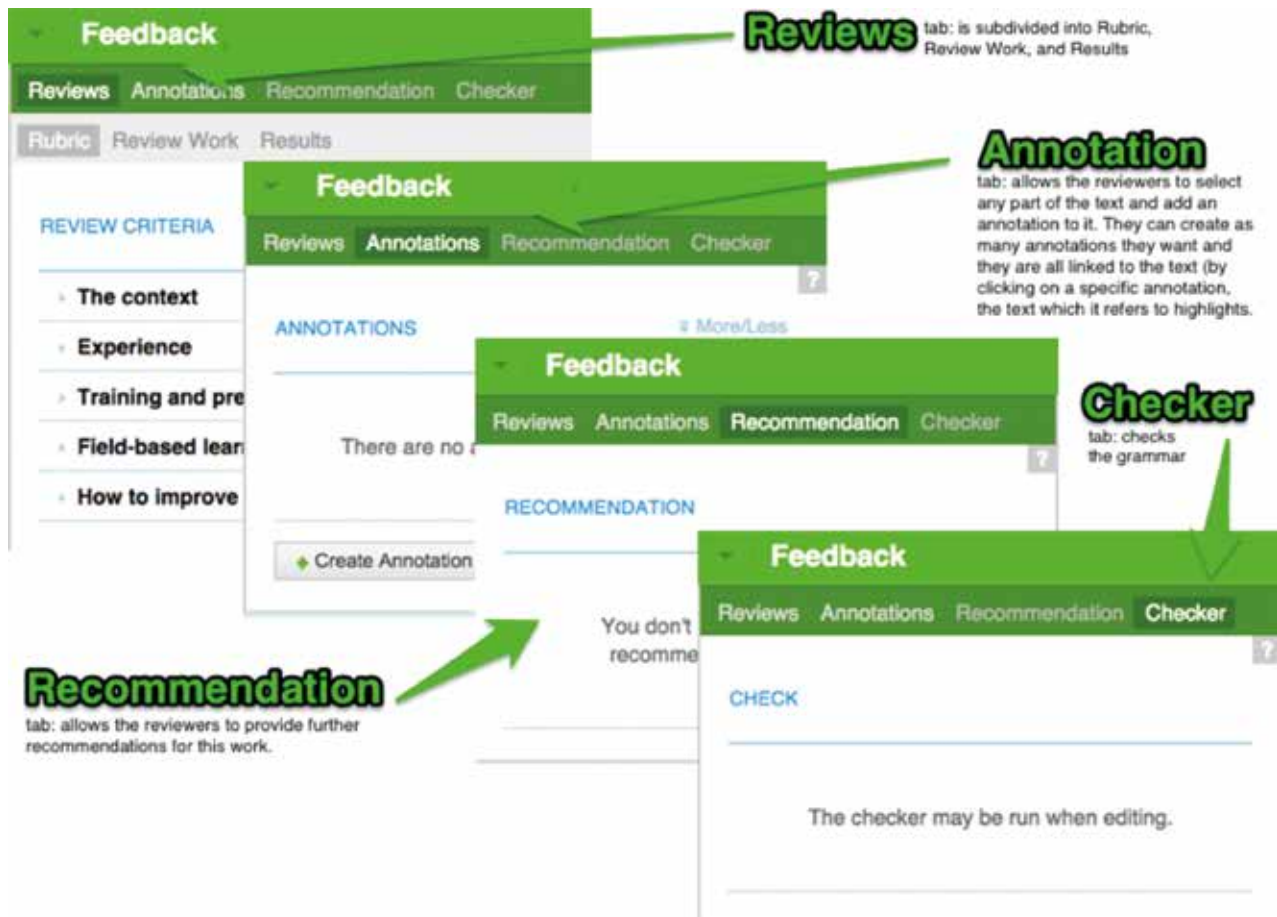 Feedback
Reviews Annotations Recommendation Checker
Rubric Review Work Results
REVIEW CRITERIA
The context
Experience
Training and pre
Field-based lear
How to improve
Reviews
tab: is subdivided into Rubric,
Review Work, and Results
Feedback
Reviews Annotations Recommendation Checker
?
ANNOTATIONS
More/Less
There are no a
Create Annotation
Annotation
tab: allows the reviewers to select
any part of the text and add an
annotation to it. They can create as
many annotations they want and
they are all linked to the text (by
clicking on a specific annotation,
the text which it refers to highlights.
Feedback
Reviews Annotations Recommendation Checker
?
RECOMMENDATION
You don't
recomme
Checker
tab: checks
the grammar
Recommendation
tab: allows the reviewers to provide further
recommendations for this work.
Feedback
Reviews Annotations Recommendation Checker
?
CHECK
The checker may be run when editing.